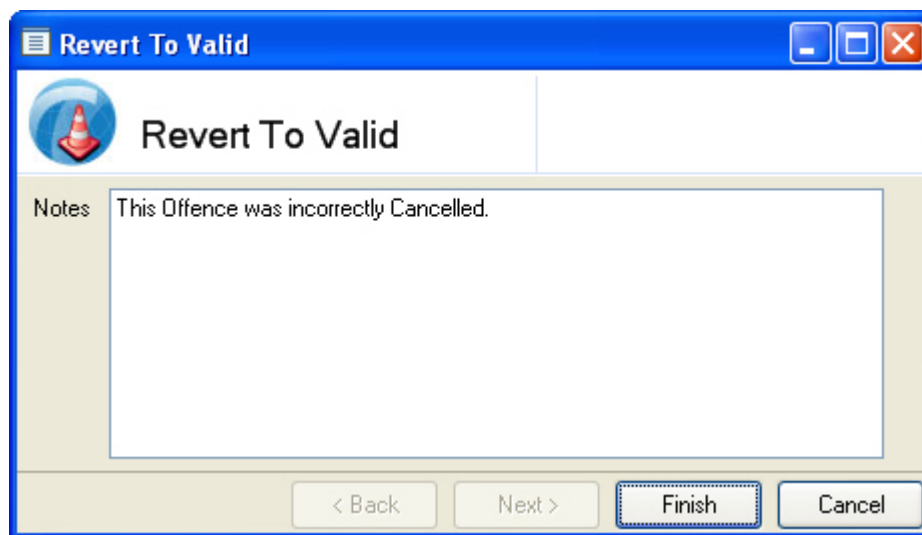 Revert To Valid
Revert To Valid
Notes
This Offence was incorrectly Cancelled.
< Back
Next >
Finish
Cancel